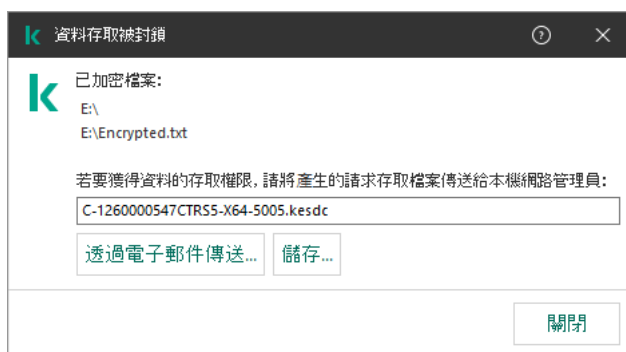 資料存取被封鎖
已加密檔案:
E:\
E:\Encrypted.txt
若要獲得資料的存取權限, 請將產生的請求存取檔案傳送給本機網路管理員:
C-1260000547CTRS5-X64-5005.kesdc
透過電子郵件傳送... 儲存...
關閉